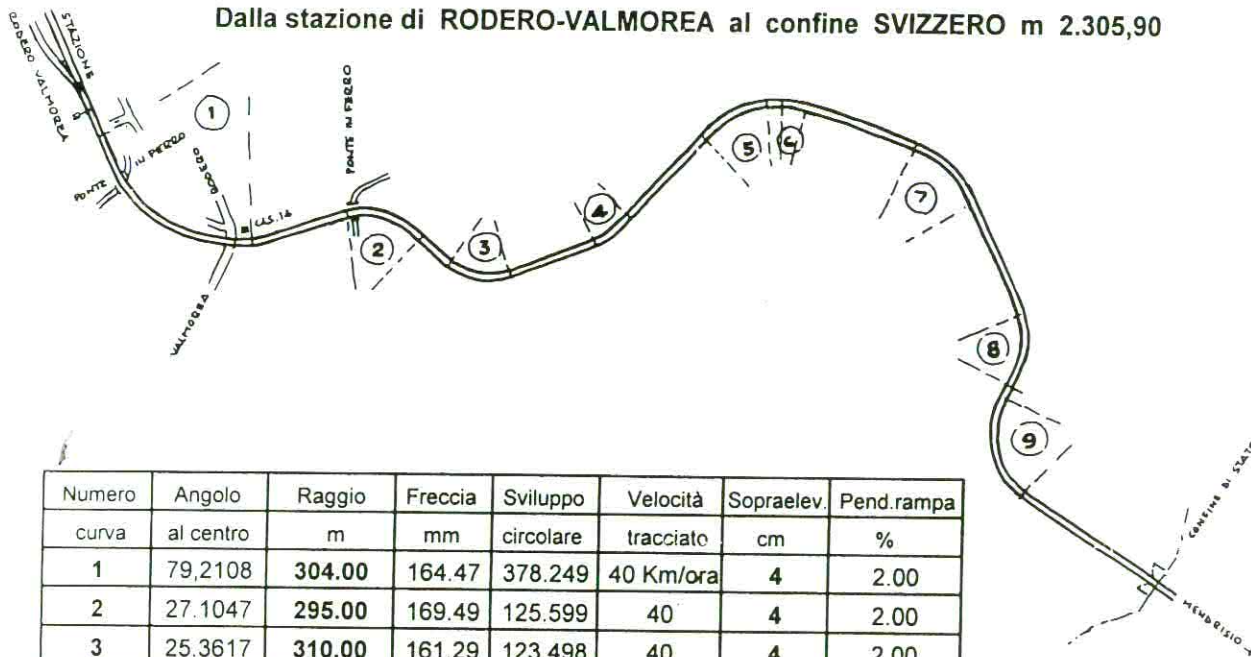 Dalla stazione di RODERO-VALMOREA al confine SVIZZERO m 2.305,90
STAZIONE
RODERO VALMOREA
1
PONTE IN FERRO
RODERO
CAS.14
VALMOREA
PONTE IN FERRO
2
3
4
5
6
7
8
9
CONFINE DI STATO
MENDRISIO
Numero Angolo Raggio Freccia Sviluppo Velocità Sopraelev. Pend.rampa
curva al centro m mm circolare tracciato cm %
1 79,2108 304.00 164.47 378.249 40 Km/ora 4 2.00
2 27.1047 295.00 169.49 125.599 40 4 2.00
3 25.3617 310.00 161.29 123.498 40 4 2.00